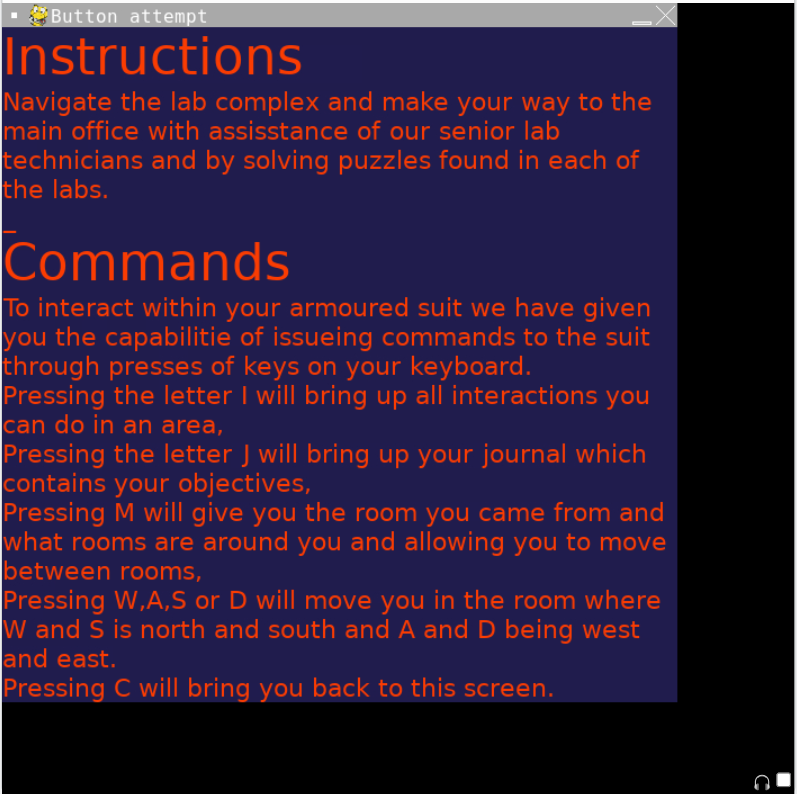 Button attempt
Instructions
Navigate the lab complex and make your way to the
main office with assisstance of our senior lab
technicians and by solving puzzles found in each of
the labs.
_
Commands
To interact within your armoured suit we have given
you the capabilitie of issueing commands to the suit
through presses of keys on your keyboard.
Pressing the letter I will bring up all interactions you
can do in an area,
Pressing the letter J will bring up your journal which
contains your objectives,
Pressing M will give you the room you came from and
what rooms are around you and allowing you to move
between rooms,
Pressing W,A,S or D will move you in the room where
W and S is north and south and A and D being west
and east.
Pressing C will bring you back to this screen.